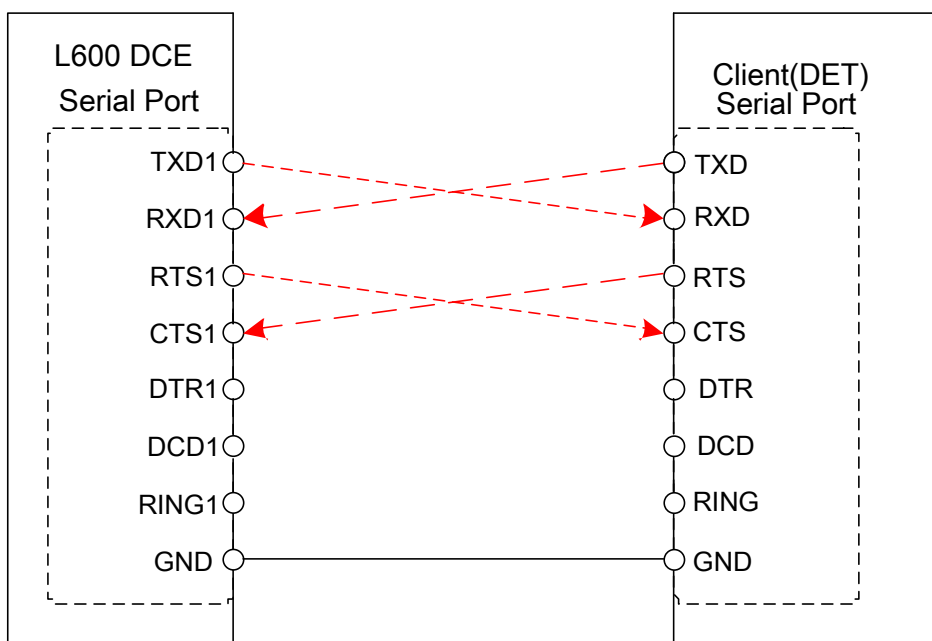 L600 DCE
Serial Port
TXD1
RXD1
RTS1
CTS1
DTR1
DCD1
RING1
GND
Client(DET)
Serial Port
TXD
RXD
RTS
CTS
DTR
DCD
RING
GND